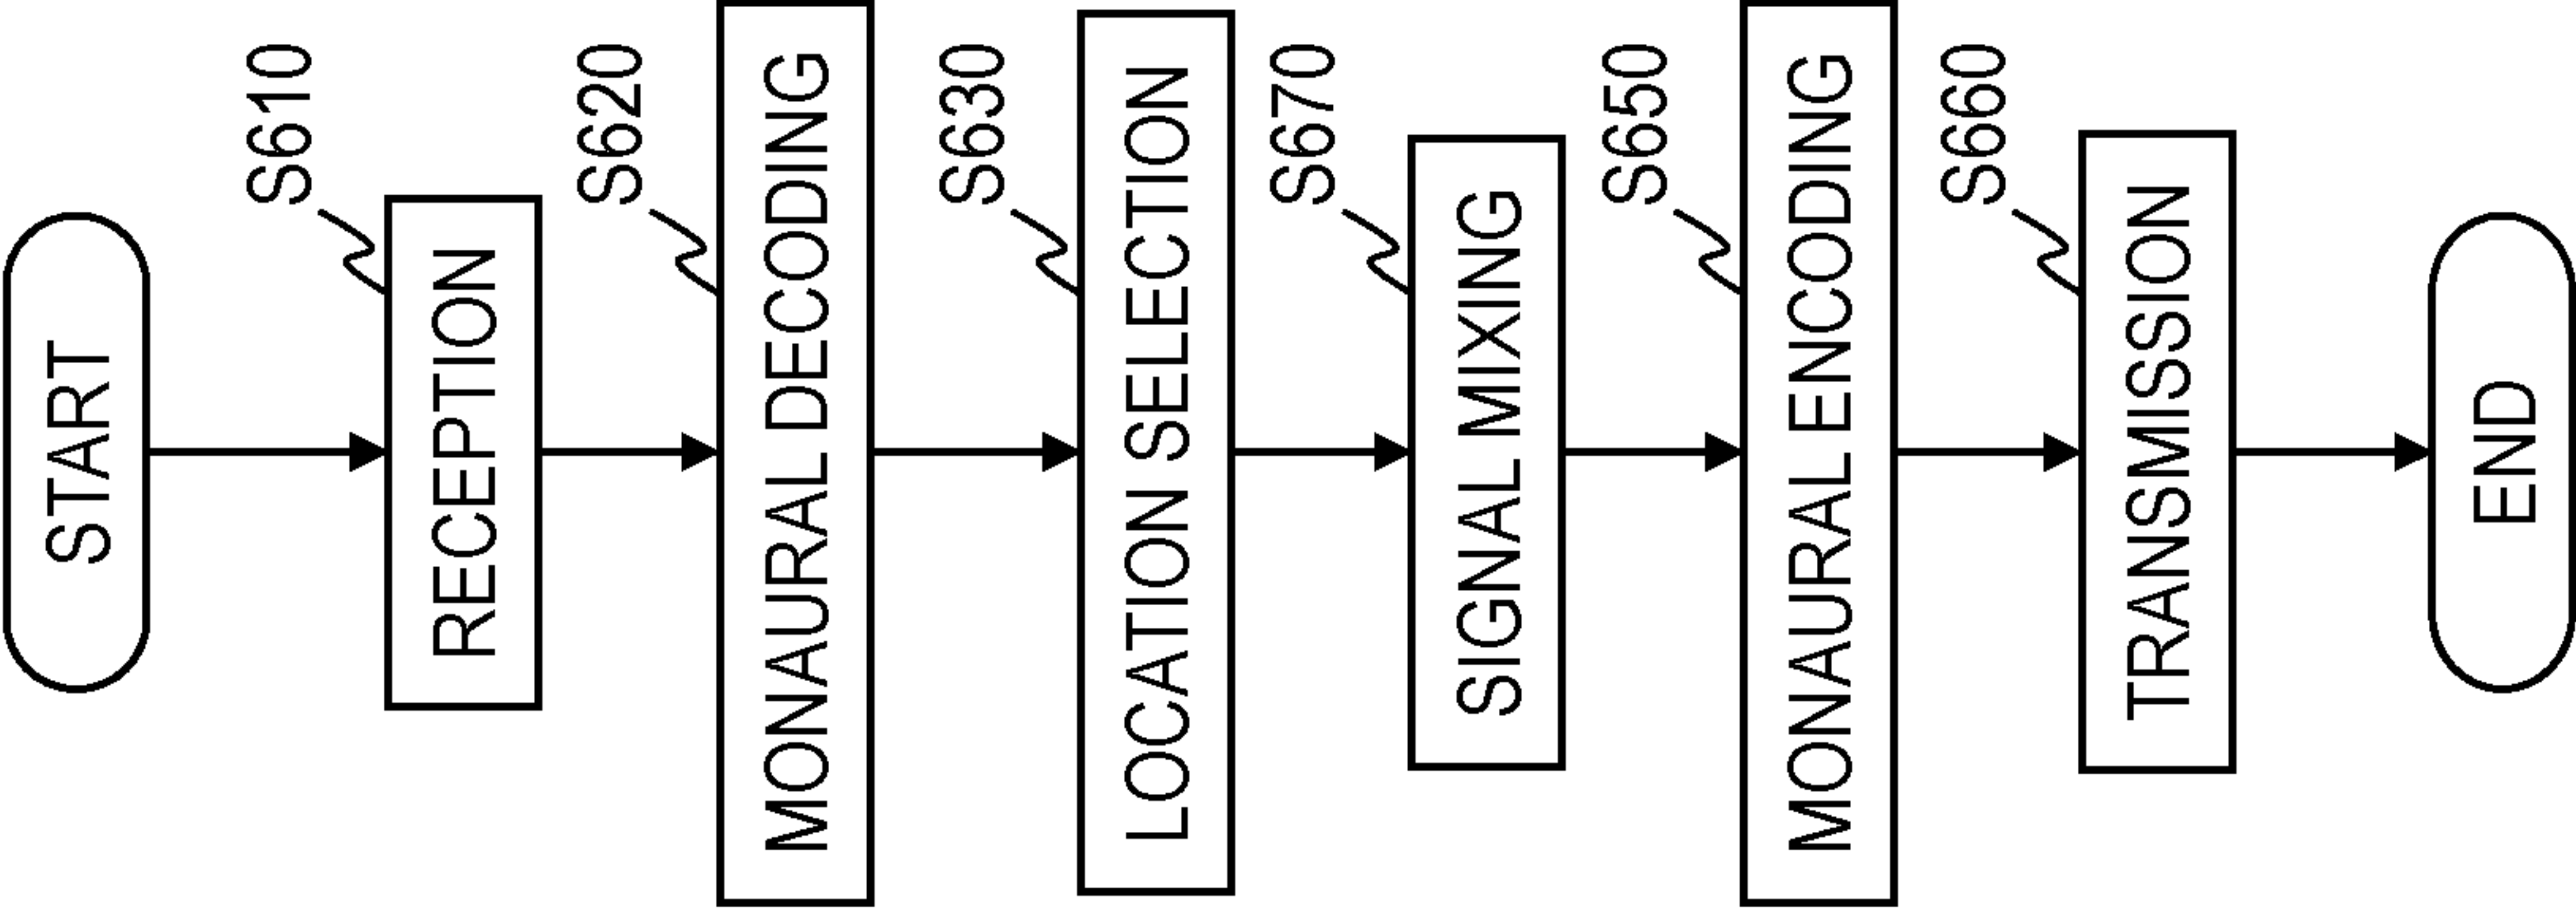 START
S610
RECEPTION
S620
MONAURAL DECODING
S630
LOCATION SELECTION
S670
SIGNAL MIXING
S650
MONAURAL ENCODING
S660
TRANSMISSION
END